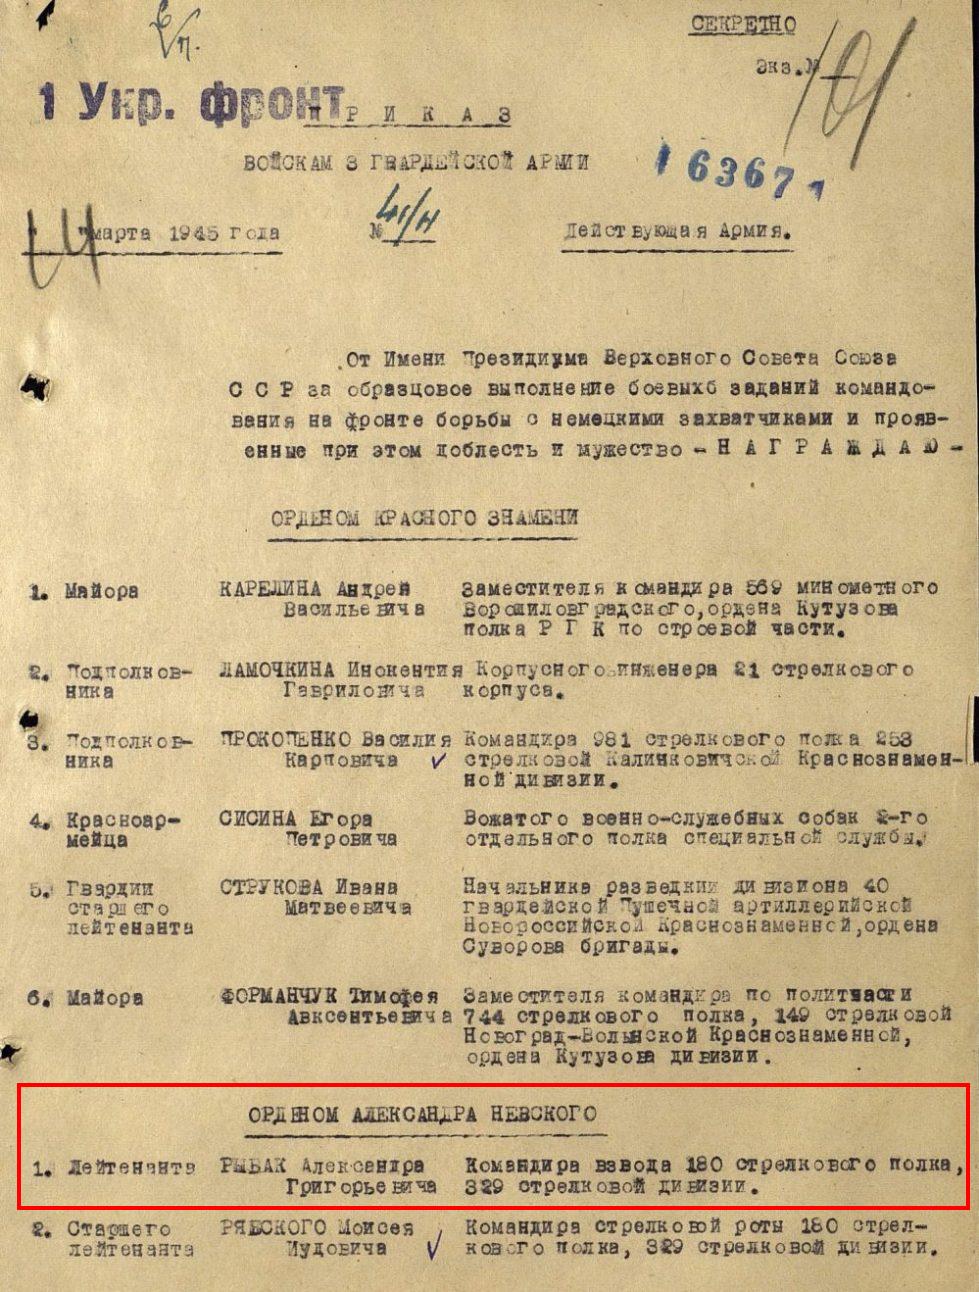 СЕКРЕТНО
Экз.№
1 Укр. фронт
П Р И К А З
ВОЙСКАМ 3 ГВАРДЕЙСКОЙ АРМИИ
16367
марта 1945 года № 41/н Действующая Армия.
От Имени Президиума Верховного Совета Союза
С С Р за образцовое выполнение боевыхб заданий командо-
вания на фронте борьбы с немецкими захватчиками и прояв-
енные при этом доблесть и мужество - Н А Г Р А Ж Д А Ю -
ОРДЕНОМ КРАСНОГО ЗНАМЕНИ
1. Майора КАРЕЛИНА Андрей Заместителя командира 569 минометного
Васильевича Ворошиловградского,ордена Кутузова
полка Р Г К по строевой части.
2. Подполков- ЛАМОЧКИНА Инокентия Корпусного инженера 21 стрелкового
ника Гавриловича корпуса.
3. Подполков- ПРОКОПЕНКО Василия Командира 981 стрелкового полка 253
ника Карповича стрелковой Калинковичской Краснознамен-
ной дивизии.
4. Красноар- СИСИНА Егора Вожатого военно-служебных собак 2-го
мейца Петровича отдельного полка специальной службы.
5. Гвардии СТРУКОВА Ивана Начальника разведкии дивизиона 40
старшего Матвеевича гвардейской Пушечной артиллерийской
лейтенанта Новороссийской Краснознаменной,ордена
Суворова бригады.
6. Майора ФОРМАНЧУК Тимофея Заместителя командира по политчасти
Авксентьевича 744 стрелкового полка, 149 стрелковой
Новоград-Волынской Краснознаменной,
ордена Кутузова дивизии.
ОРДЕНОМ АЛЕКСАНДРА НЕВСКОГО
1. Лейтенанта РЫБАК Александра Командира взвода 180 стрелкового полка,
Григорьевича 329 стрелковой дивизии.
2. Старшего РЯБСКОГО Моисея Командира стрелковой роты 180 стрел-
лейтенанта Иудовича кового полка, 329 стрелковой дивизии.